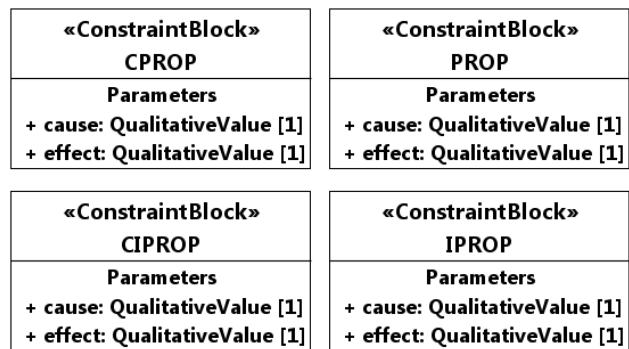 «ConstraintBlock»
CPROP
Parameters
+ cause: QualitativeValue [1]
+ effect: QualitativeValue [1]
«ConstraintBlock»
PROP
Parameters
+ cause: QualitativeValue [1]
+ effect: QualitativeValue [1]
«ConstraintBlock»
CIPROP
Parameters
+ cause: QualitativeValue [1]
+ effect: QualitativeValue [1]
«ConstraintBlock»
IPROP
Parameters
+ cause: QualitativeValue [1]
+ effect: QualitativeValue [1]